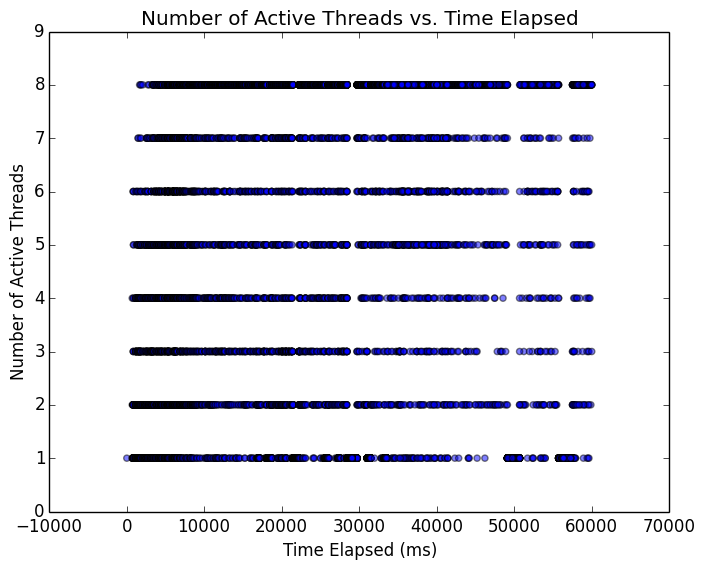 Number of Active Threads vs. Time Elapsed
9
8
7
6
5
4
3
2
1
0
Number of Active Threads
−10000 0 10000 20000 30000 40000 50000 60000 70000
Time Elapsed (ms)